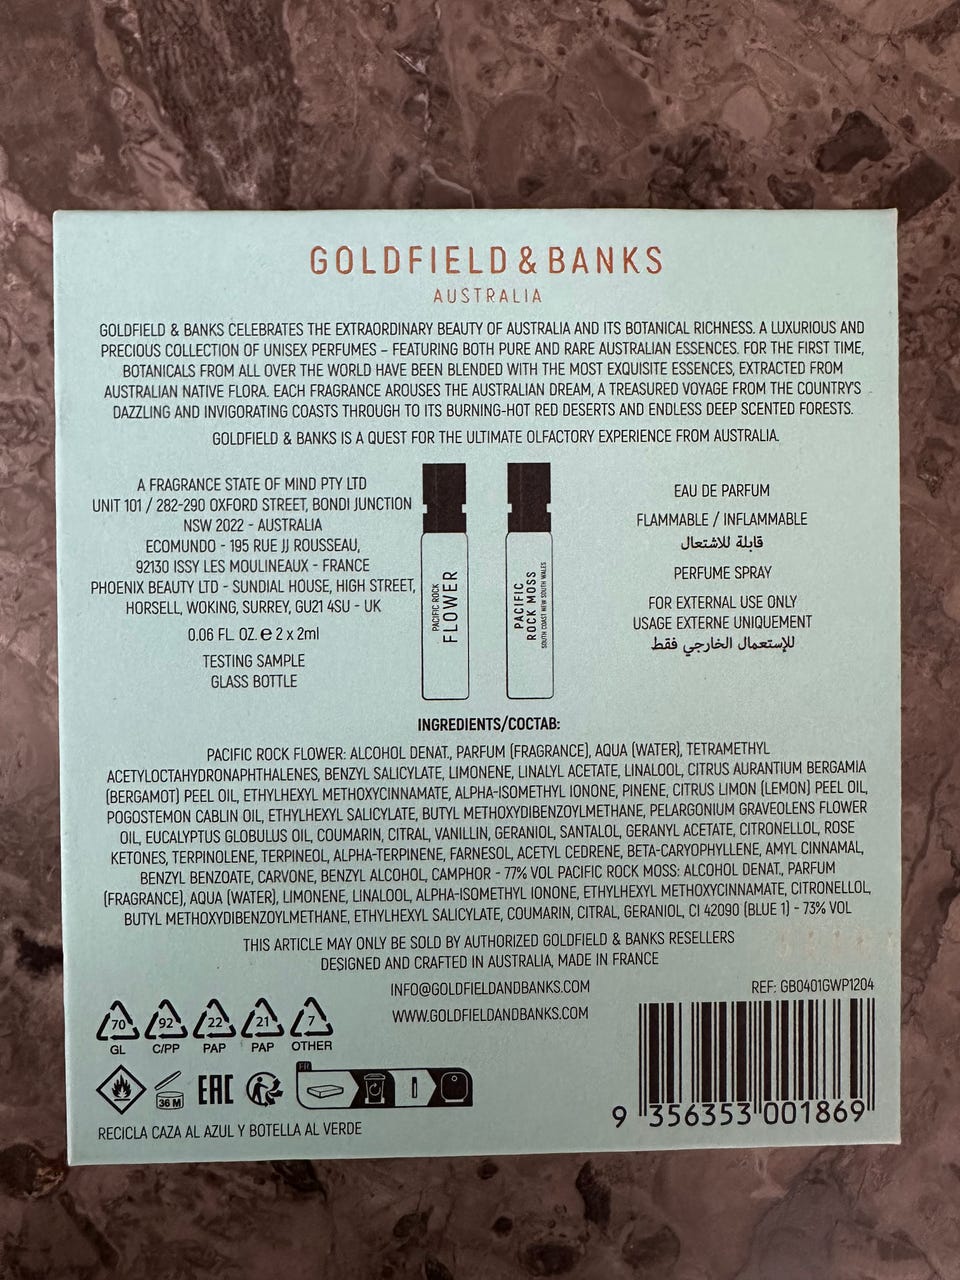 GOLDFIELD & BANKS
AUSTRALIA
GOLDFIELD & BANKS CELEBRATES THE EXTRAORDINARY BEAUTY OF AUSTRALIA AND ITS BOTANICAL RICHNESS. A LUXURIOUS AND
PRECIOUS COLLECTION OF UNISEX PERFUMES – FEATURING BOTH PURE AND RARE AUSTRALIAN ESSENCES. FOR THE FIRST TIME,
BOTANICALS FROM ALL OVER THE WORLD HAVE BEEN BLENDED WITH THE MOST EXQUISITE ESSENCES, EXTRACTED FROM
AUSTRALIAN NATIVE FLORA. EACH FRAGRANCE AROUSES THE AUSTRALIAN DREAM, A TREASURED VOYAGE FROM THE COUNTRY'S
DAZZLING AND INVIGORATING COASTS THROUGH TO ITS BURNING-HOT RED DESERTS AND ENDLESS DEEP SCENTED FORESTS.
GOLDFIELD & BANKS IS A QUEST FOR THE ULTIMATE OLFACTORY EXPERIENCE FROM AUSTRALIA.
A FRAGRANCE STATE OF MIND PTY LTD
UNIT 101 / 282-290 OXFORD STREET, BONDI JUNCTION
NSW 2022 - AUSTRALIA
ECOMUNDO - 195 RUE JJ ROUSSEAU,
92130 ISSY LES MOULINEAUX - FRANCE
PHOENIX BEAUTY LTD - SUNDIAL HOUSE, HIGH STREET,
HORSELL, WOKING, SURREY, GU21 4SU - UK
0.06 FL. OZ. ℮ 2 x 2ml
TESTING SAMPLE
GLASS BOTTLE
PACIFIC ROCK
FLOWER
PACIFIC
ROCK MOSS
SOUTH COAST NEW SOUTH WALES
EAU DE PARFUM
FLAMMABLE / INFLAMMABLE
قابلة للاشتعال
PERFUME SPRAY
FOR EXTERNAL USE ONLY
USAGE EXTERNE UNIQUEMENT
للإستعمال الخارجي فقط
INGREDIENTS/COCTAB:
PACIFIC ROCK FLOWER: ALCOHOL DENAT., PARFUM (FRAGRANCE), AQUA (WATER), TETRAMETHYL
ACETYLOCTAHYDRONAPHTHALENES, BENZYL SALICYLATE, LIMONENE, LINALYL ACETATE, LINALOOL, CITRUS AURANTIUM BERGAMIA
(BERGAMOT) PEEL OIL, ETHYLHEXYL METHOXYCINNAMATE, ALPHA-ISOMETHYL IONONE, PINENE, CITRUS LIMON (LEMON) PEEL OIL,
POGOSTEMON CABLIN OIL, ETHYLHEXYL SALICYLATE, BUTYL METHOXYDIBENZOYLMETHANE, PELARGONIUM GRAVEOLENS FLOWER
OIL, EUCALYPTUS GLOBULUS OIL, COUMARIN, CITRAL, VANILLIN, GERANIOL, SANTALOL, GERANYL ACETATE, CITRONELLOL, ROSE
KETONES, TERPINOLENE, TERPINEOL, ALPHA-TERPINENE, FARNESOL, ACETYL CEDRENE, BETA-CARYOPHYLLENE, AMYL CINNAMAL,
BENZYL BENZOATE, CARVONE, BENZYL ALCOHOL, CAMPHOR - 77% VOL PACIFIC ROCK MOSS: ALCOHOL DENAT., PARFUM
(FRAGRANCE), AQUA (WATER), LIMONENE, LINALOOL, ALPHA-ISOMETHYL IONONE, ETHYLHEXYL METHOXYCINNAMATE, CITRONELLOL,
BUTYL METHOXYDIBENZOYLMETHANE, ETHYLHEXYL SALICYLATE, COUMARIN, CITRAL, GERANIOL, CI 42090 (BLUE 1) - 73% VOL
THIS ARTICLE MAY ONLY BE SOLD BY AUTHORIZED GOLDFIELD & BANKS RESELLERS
DESIGNED AND CRAFTED IN AUSTRALIA, MADE IN FRANCE
INFO@GOLDFIELDANDBANKS.COM
WWW.GOLDFIELDANDBANKS.COM
REF: GB0401GWP1204
70 92 22 21 7
GL C/PP PAP PAP OTHER
36 M
EAC
FR
RECICLA CAZA AL AZUL Y BOTELLA AL VERDE
9 356353 001869